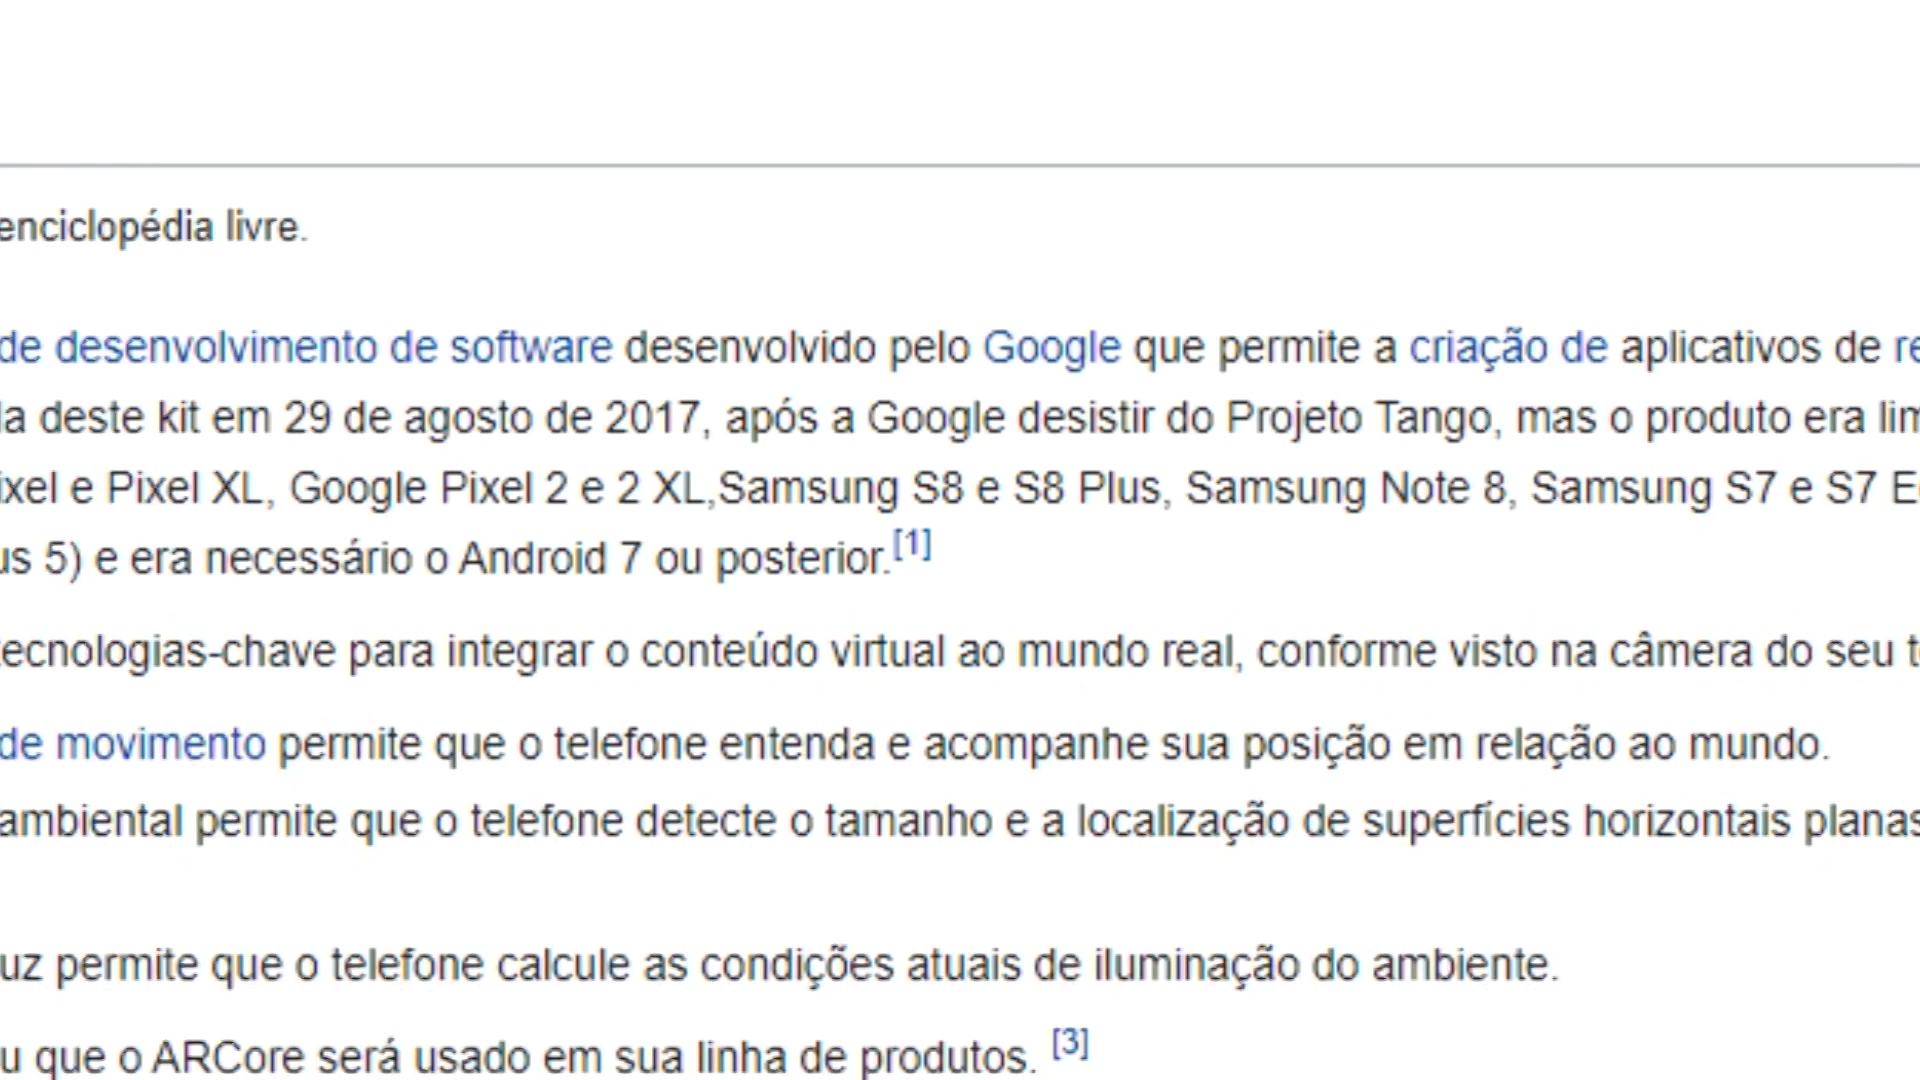 enciclopédia livre.
de desenvolvimento de software desenvolvido pelo Google que permite a criação de aplicativos de
deste kit em 29 de agosto de 2017, após a Google desistir do Projeto Tango, mas o produto era
e Pixel XL, Google Pixel 2 e 2 XL,Samsung S8 e S8 Plus, Samsung Note 8, Samsung S7 e S7
5) e era necessário o Android 7 ou posterior.[1]
tecnologias-chave para integrar o conteúdo virtual ao mundo real, conforme visto na câmera do seu
de movimento permite que o telefone entenda e acompanhe sua posição em relação ao mundo.
ambiental permite que o telefone detecte o tamanho e a localização de superfícies horizontais planas
permite que o telefone calcule as condições atuais de iluminação do ambiente.
que o ARCore será usado em sua linha de produtos. [3]